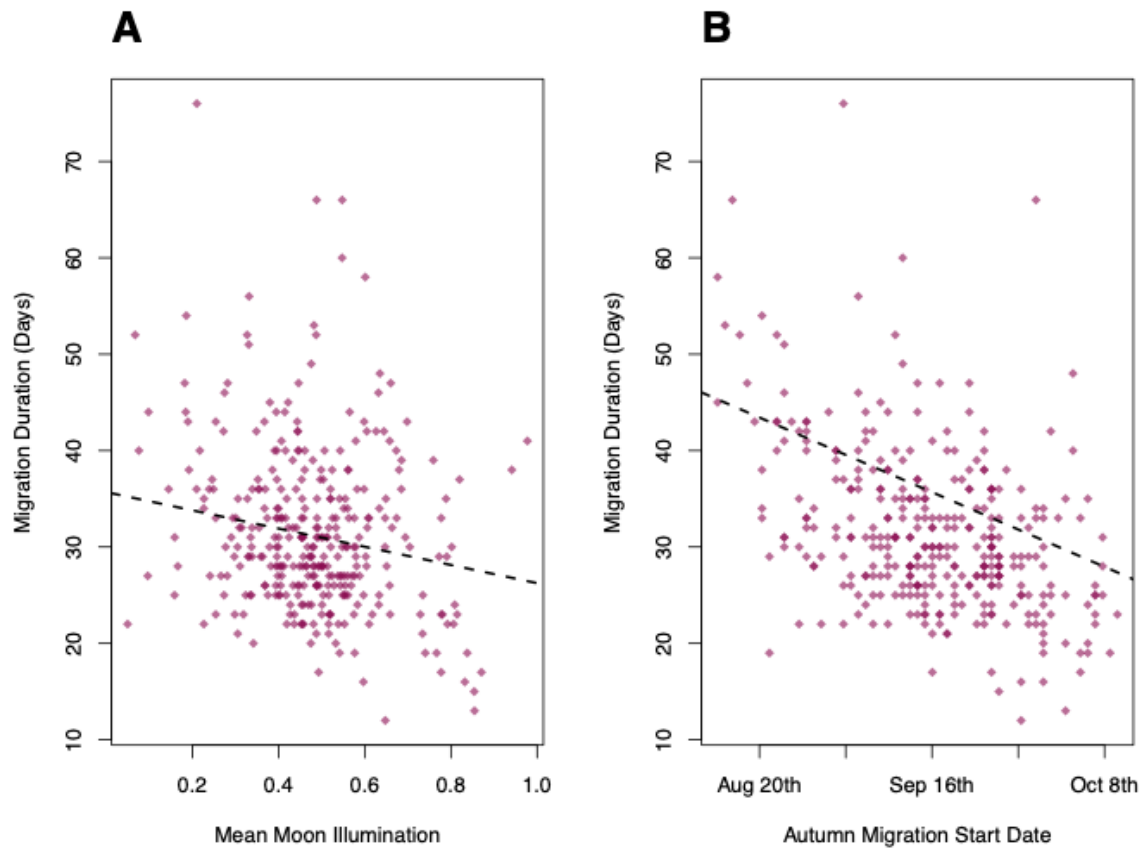 A
B
Migration Duration (Days)
70
60
50
40
30
20
10
0.2 0.4 0.6 0.8 1.0
Mean Moon Illumination
Migration Duration (Days)
70
60
50
40
30
20
10
Aug 20th Sep 16th Oct 8th
Autumn Migration Start Date